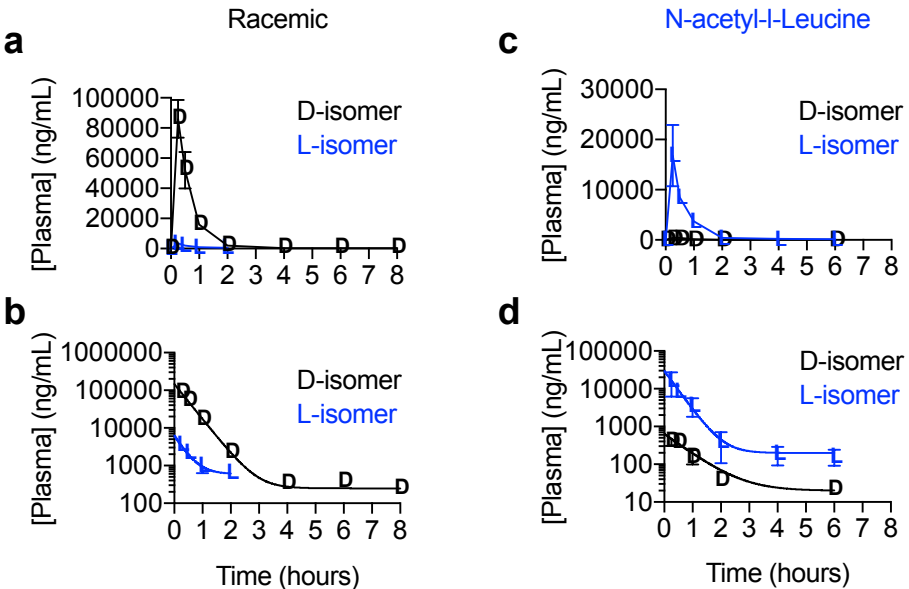 Racemic
a
[Plasma] (ng/mL)
100000
80000
60000
40000
20000
0
D-isomer
L-isomer
D D D D D D D D
L L L L
0 1 2 3 4 5 6 7 8
b
[Plasma] (ng/mL)
1000000
100000
10000
1000
100
D-isomer
L-isomer
D D D D D D D
L L L L
0 1 2 3 4 5 6 7 8
Time (hours)
N-acetyl-l-Leucine
c
[Plasma] (ng/mL)
30000
20000
10000
0
D-isomer
L-isomer
L L L L L L
D D D D D D
0 1 2 3 4 5 6 7 8
d
[Plasma] (ng/mL)
100000
10000
1000
100
10
D-isomer
L-isomer
L L L L L L
D D D D D
0 1 2 3 4 5 6 7 8
Time (hours)